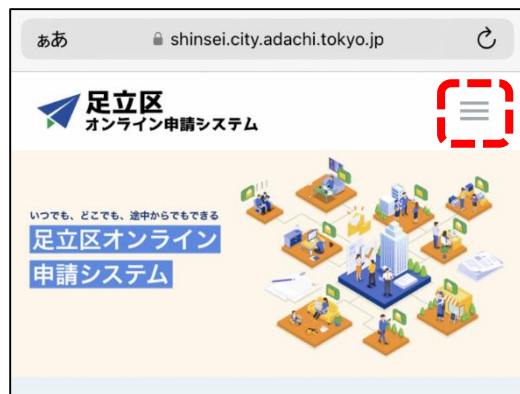 ぁあ
shinsei.city.adachi.tokyo.jp
足立区
オンライン申請システム
いつでも、どこでも、途中からでもできる
足立区オンライン
申請システム